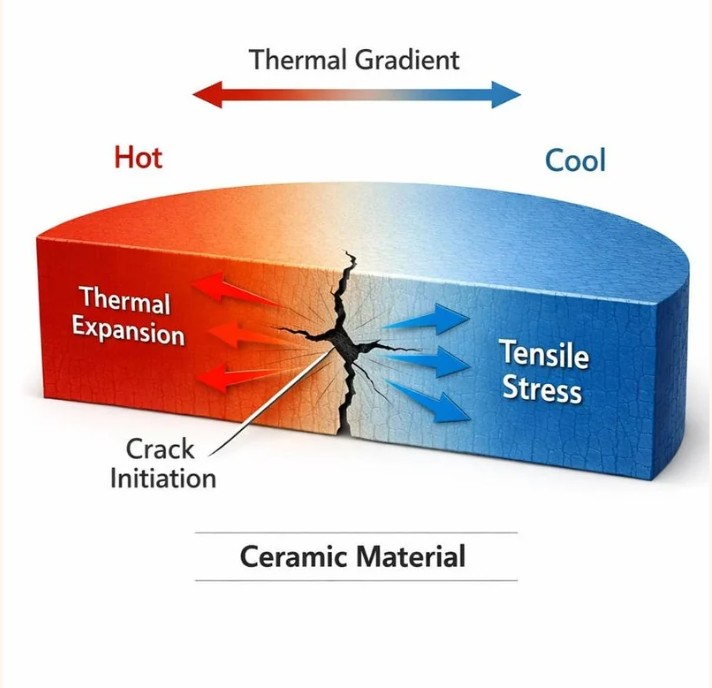 Thermal Gradient
Hot
Cool
Thermal
Expansion
Tensile
Stress
Crack
Initiation
Ceramic Material